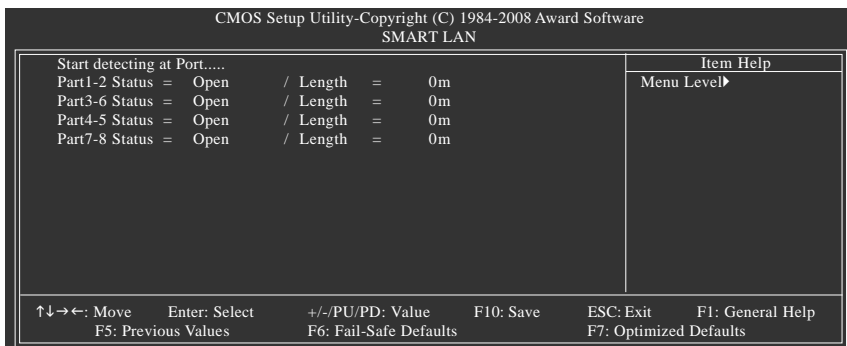 CMOS Setup Utility-Copyright (C) 1984-2008 Award Software
SMART LAN
Start detecting at Port.....
Part1-2 Status = Open / Length = 0m
Part3-6 Status = Open / Length = 0m
Part4-5 Status = Open / Length = 0m
Part7-8 Status = Open / Length = 0m
Item Help
Menu Level▶
↑↓→←: Move Enter: Select +/-/PU/PD: Value F10: Save ESC: Exit F1: General Help
F5: Previous Values F6: Fail-Safe Defaults F7: Optimized Defaults